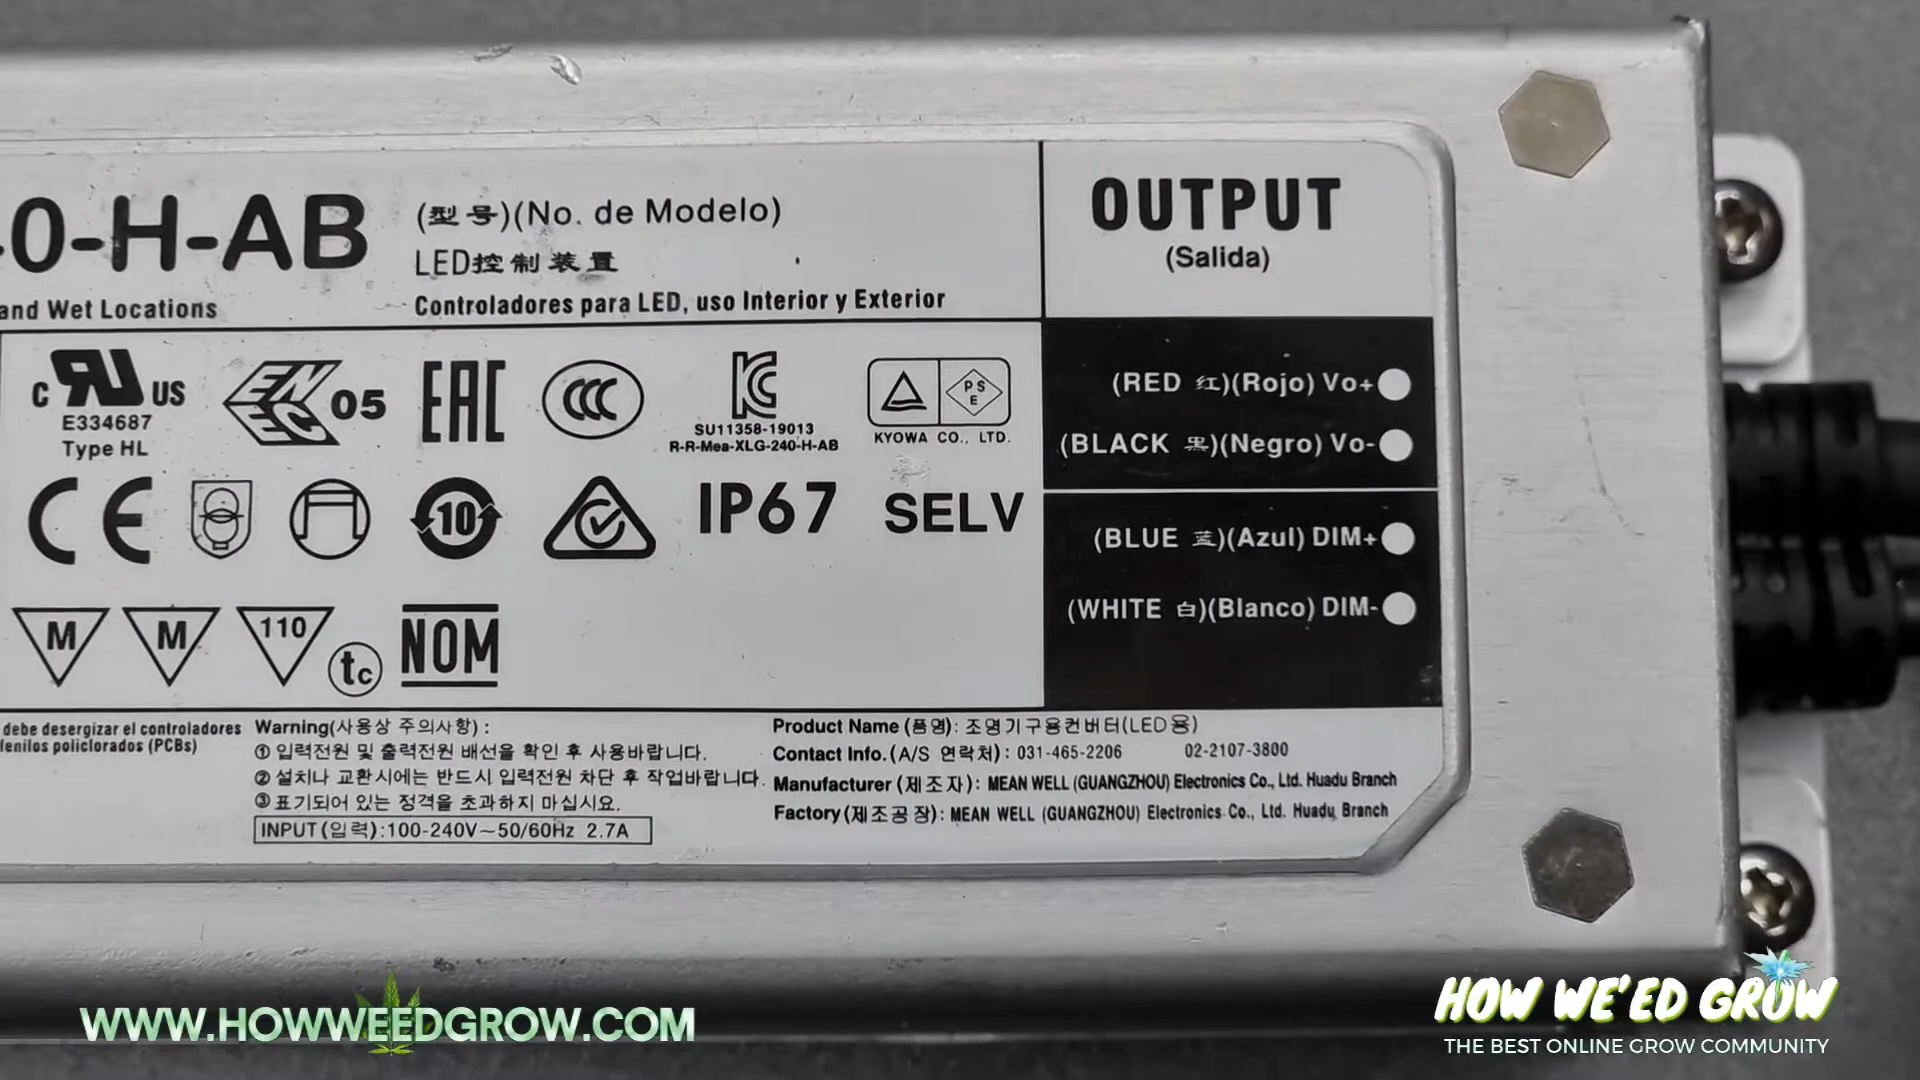 0-H-AB
(型号)(No. de Modelo)
LED控制装置
and Wet Locations
Controladores para LED, uso Interior y Exterior
OUTPUT
(Salida)
c RU US
E334687
Type HL
ENEC 05
EAC
CCC
KC
SU11358-19013
R-R-Mea-XLG-240-H-AB
PSE
KYOWA CO., LTD.
CE
10
IP67
SELV
M
M
110
tc
NOM
(RED 红)(Rojo) Vo+
(BLACK 黑)(Negro) Vo-
(BLUE 蓝)(Azul) DIM+
(WHITE 白)(Blanco) DIM-
debe desergizar el controladores
fenilos policlorados (PCBs)
Warning(사용상 주의사항) :
① 입력전원 및 출력전원 배선을 확인 후 사용바랍니다.
② 설치나 교환시에는 반드시 입력전원 차단 후 작업바랍니다.
③ 표기되어 있는 정격을 초과하지 마십시요.
INPUT(입력):100-240V~50/60Hz 2.7A
Product Name (품명): 조명기구용컨버터(LED용)
Contact Info.(A/S 연락처) : 031-465-2206 02-2107-3800
Manufacturer (제조자) : MEAN WELL (GUANGZHOU) Electronics Co., Ltd. Huadu Branch
Factory (제조공장) : MEAN WELL (GUANGZHOU) Electronics Co., Ltd. Huadu Branch
WWW.HOWWEEDGROW.COM
HOW WE'ED GROW
THE BEST ONLINE GROW COMMUNITY